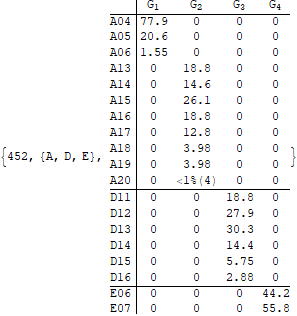 G1 G2 G3 G4
A04 77.9 0 0 0
A05 20.6 0 0 0
A06 1.55 0 0 0
A13 0 18.8 0 0
A14 0 14.6 0 0
A15 0 26.1 0 0
A16 0 18.8 0 0
A17 0 12.8 0 0
A18 0 3.98 0 0
{452, {A, D, E}, }
A19 0 3.98 0 0
A20 0 <1%(4) 0 0
D11 0 0 18.8 0
D12 0 0 27.9 0
D13 0 0 30.3 0
D14 0 0 14.4 0
D15 0 0 5.75 0
D16 0 0 2.88 0
E06 0 0 0 44.2
E07 0 0 0 55.8